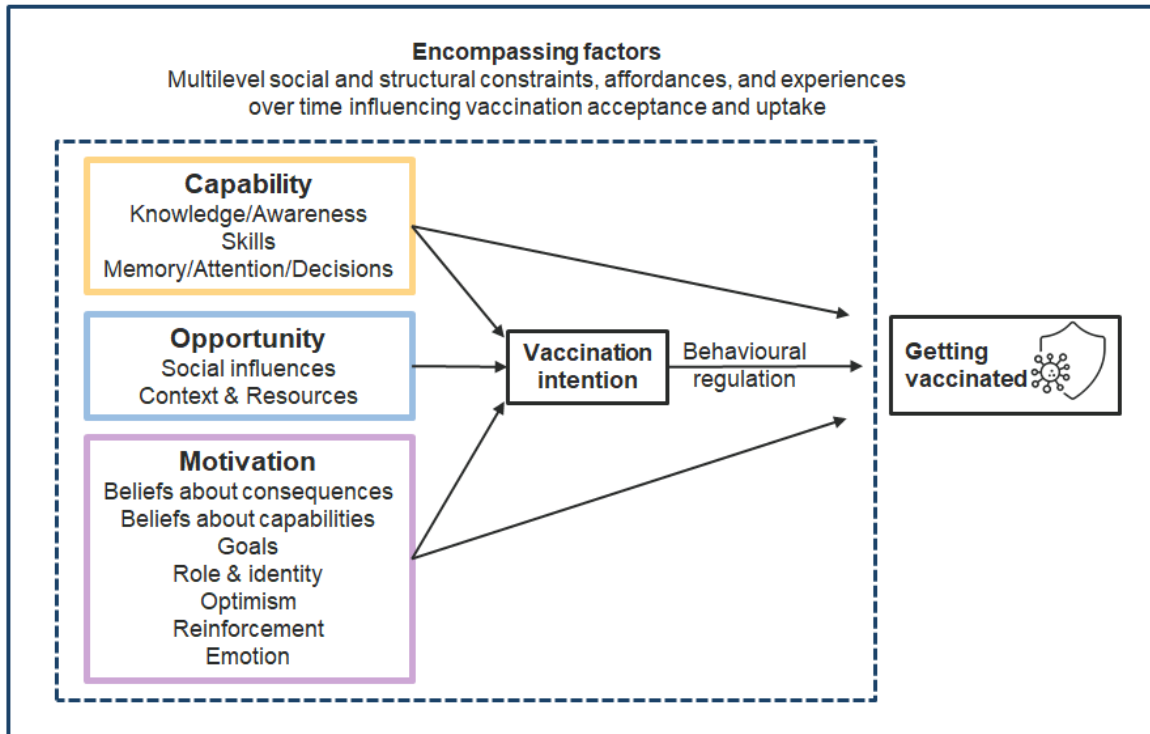 Encompassing factors
Multilevel social and structural constraints, affordances, and experiences
over time influencing vaccination acceptance and uptake
Capability
Knowledge/Awareness
Skills
Memory/Attention/Decisions
Opportunity
Social influences
Context & Resources
Motivation
Beliefs about consequences
Beliefs about capabilities
Goals
Role & identity
Optimism
Reinforcement
Emotion
Vaccination
intention
Behavioural
regulation
Getting
vaccinated